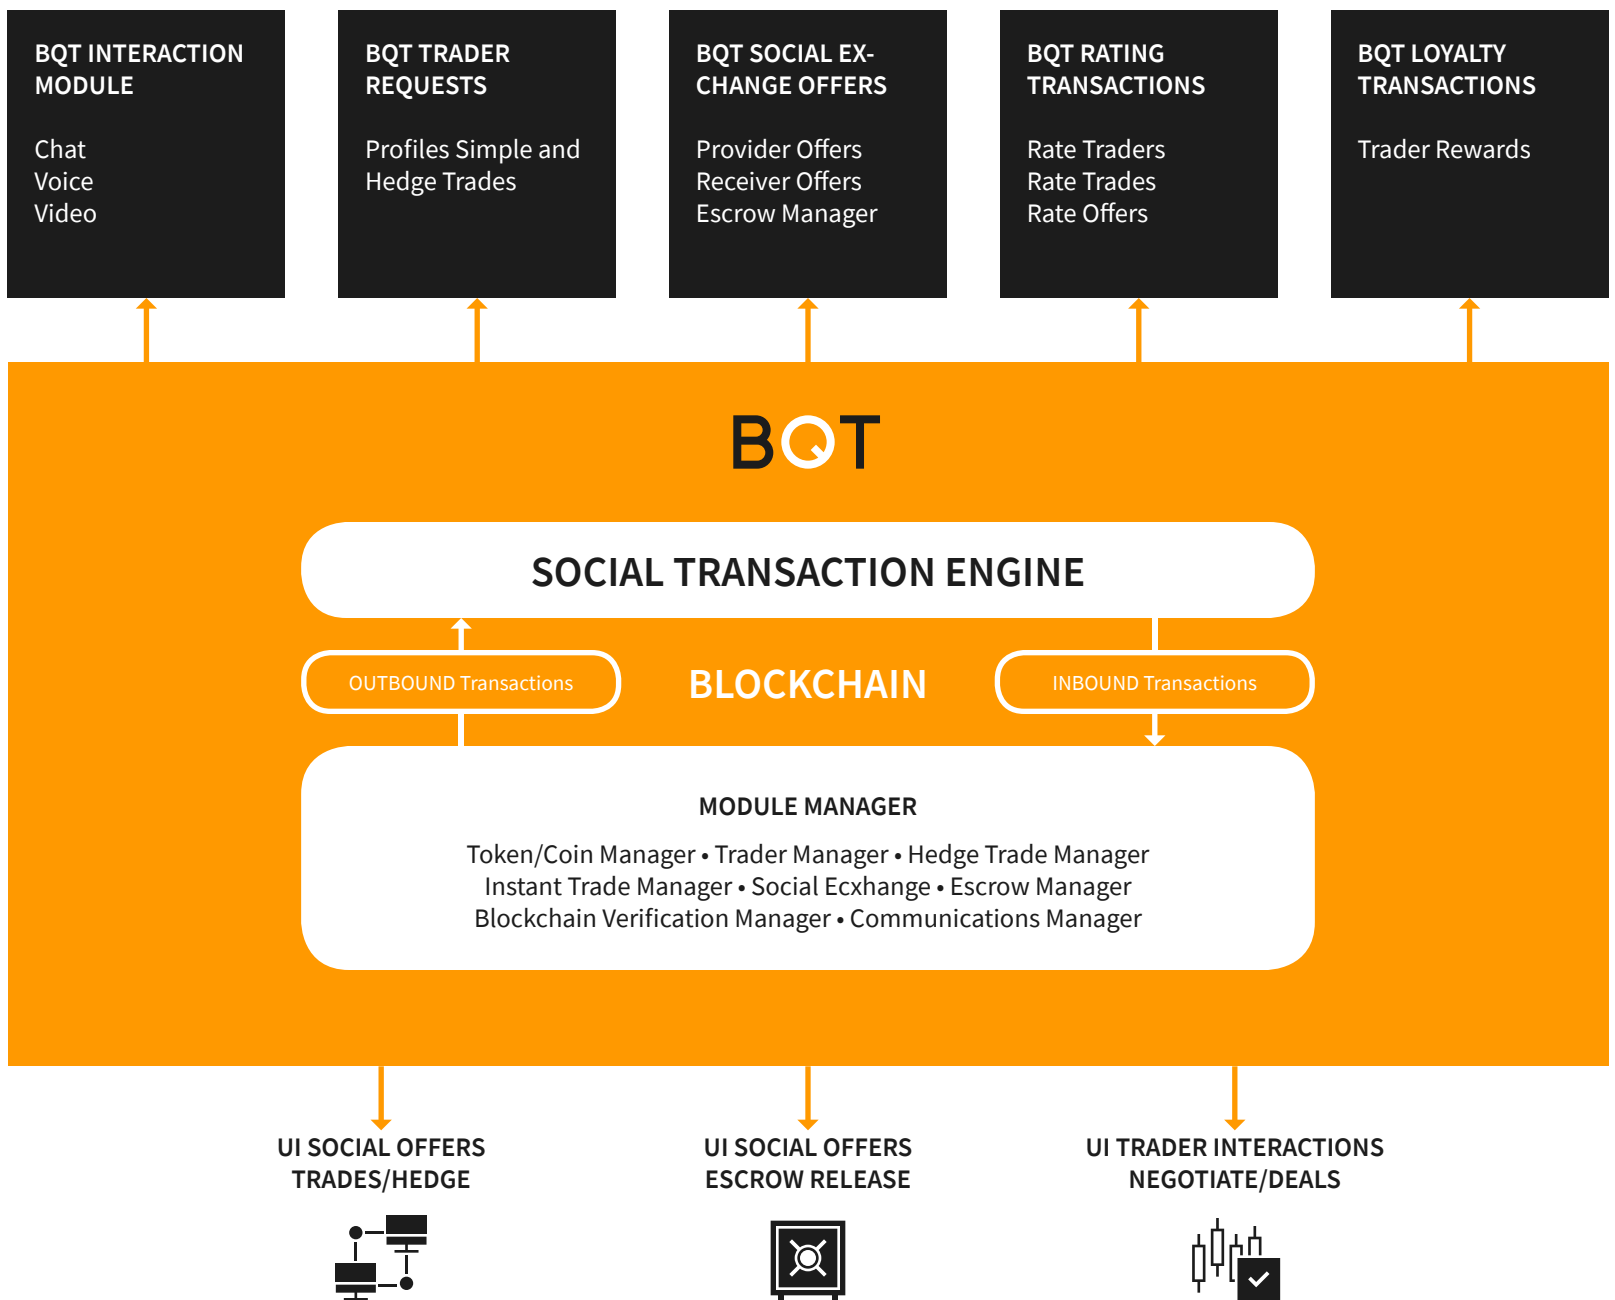 BQT INTERACTION
MODULE
Chat
Voice
Video
BQT TRADER
REQUESTS
Profiles Simple and
Hedge Trades
BQT SOCIAL EX-
CHANGE OFFERS
Provider Offers
Receiver Offers
Escrow Manager
BQT RATING
TRANSACTIONS
Rate Traders
Rate Trades
Rate Offers
BQT LOYALTY
TRANSACTIONS
Trader Rewards
BQT
SOCIAL TRANSACTION ENGINE
OUTBOUND Transactions
BLOCKCHAIN
INBOUND Transactions
MODULE MANAGER
Token/Coin Manager • Trader Manager • Hedge Trade Manager
Instant Trade Manager • Social Ecxhange • Escrow Manager
Blockchain Verification Manager • Communications Manager
UI SOCIAL OFFERS
TRADES/HEDGE
UI SOCIAL OFFERS
ESCROW RELEASE
UI TRADER INTERACTIONS
NEGOTIATE/DEALS